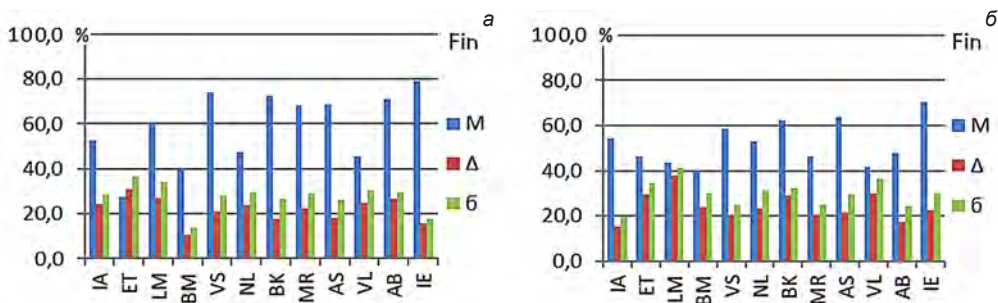 а
100,0 %
Fin
80,0
60,0
40,0
20,0
0,0
М
Δ
б
IA ET LM BM VS NL BK MR AS VL AB IE
б
100,0 %
Fin
80,0
60,0
40,0
20,0
0,0
М
Δ
б
IA ET LM BM VS NL BK MR AS VL AB IE